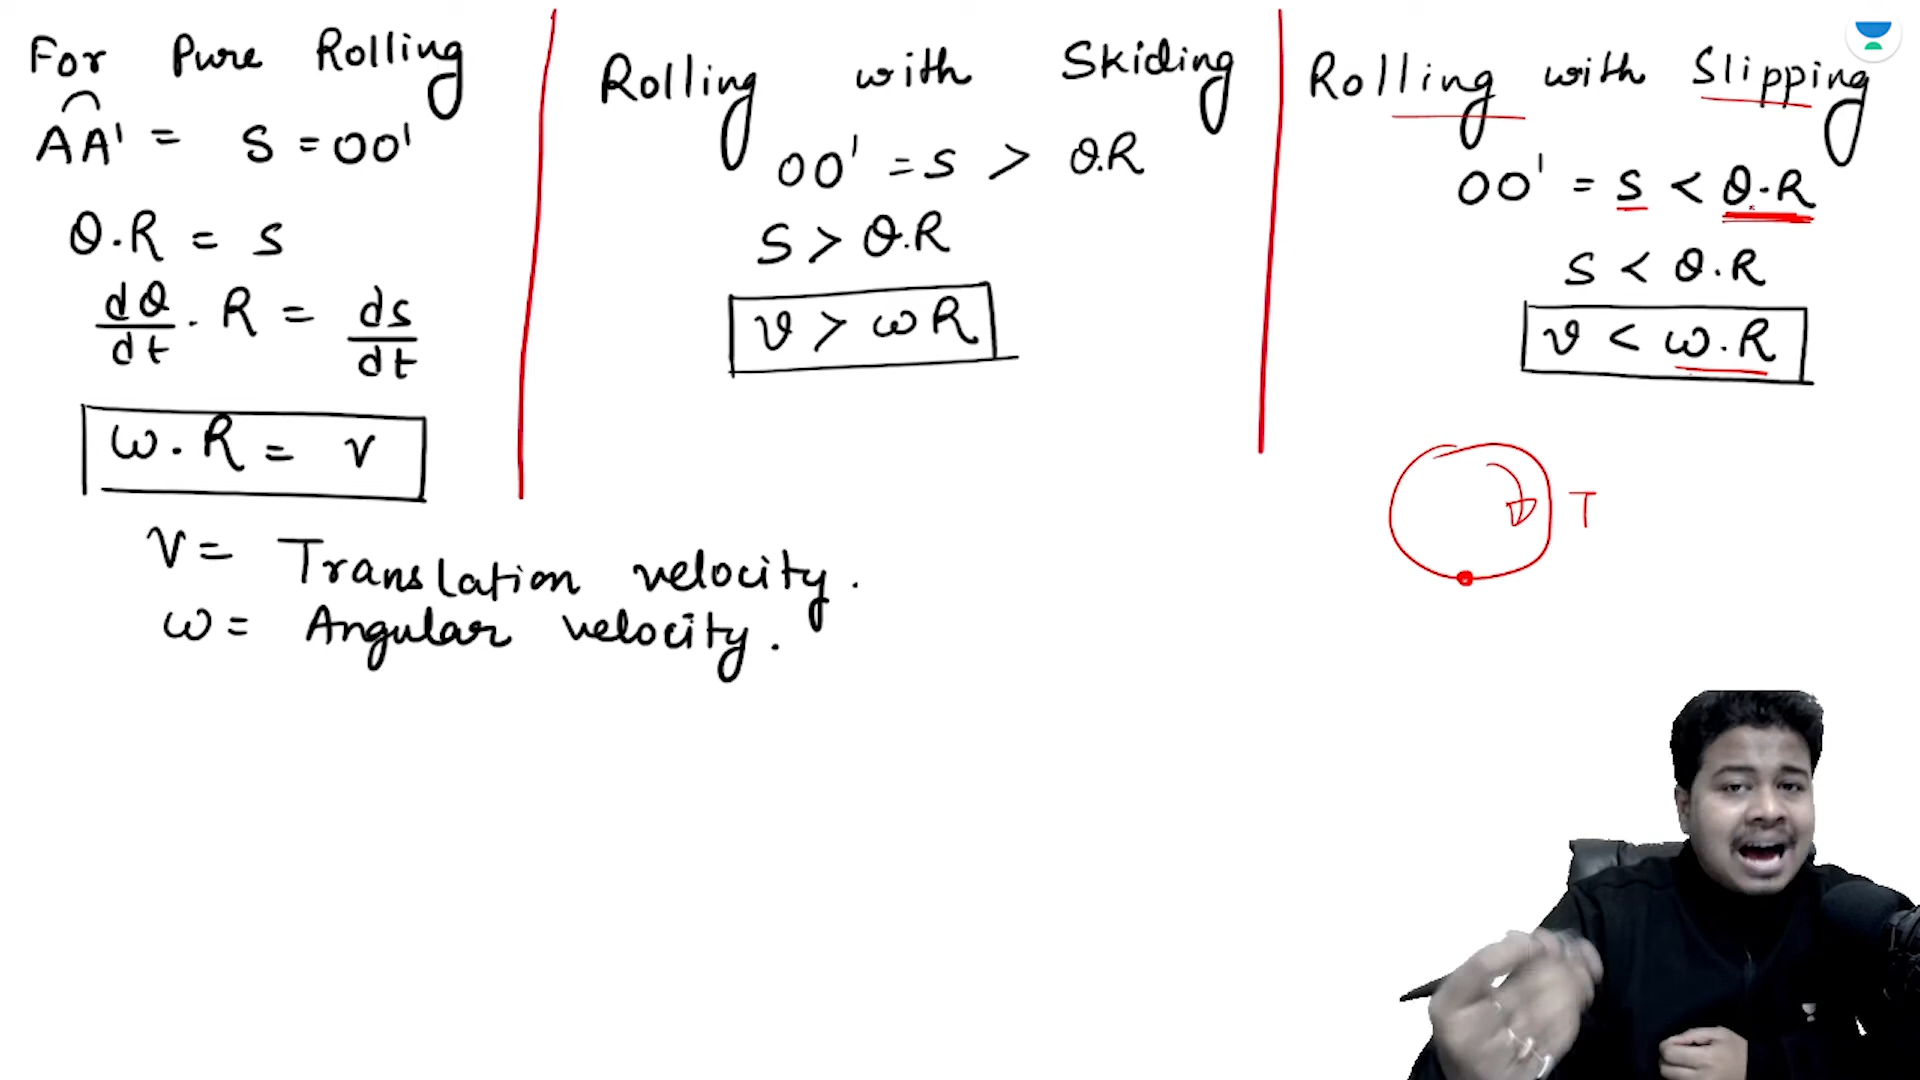 For Pure Rolling
AA' = S = OO'
θ.R = S
dθ/dt . R = ds/dt
ω . R = v
v = Translation velocity.
ω = Angular velocity.
Rolling with Skiding
OO' = S > θ.R
S > θ.R
v > ωR
Rolling with Slipping
OO' = S < θ.R
S < θ.R
v < ω.R
T